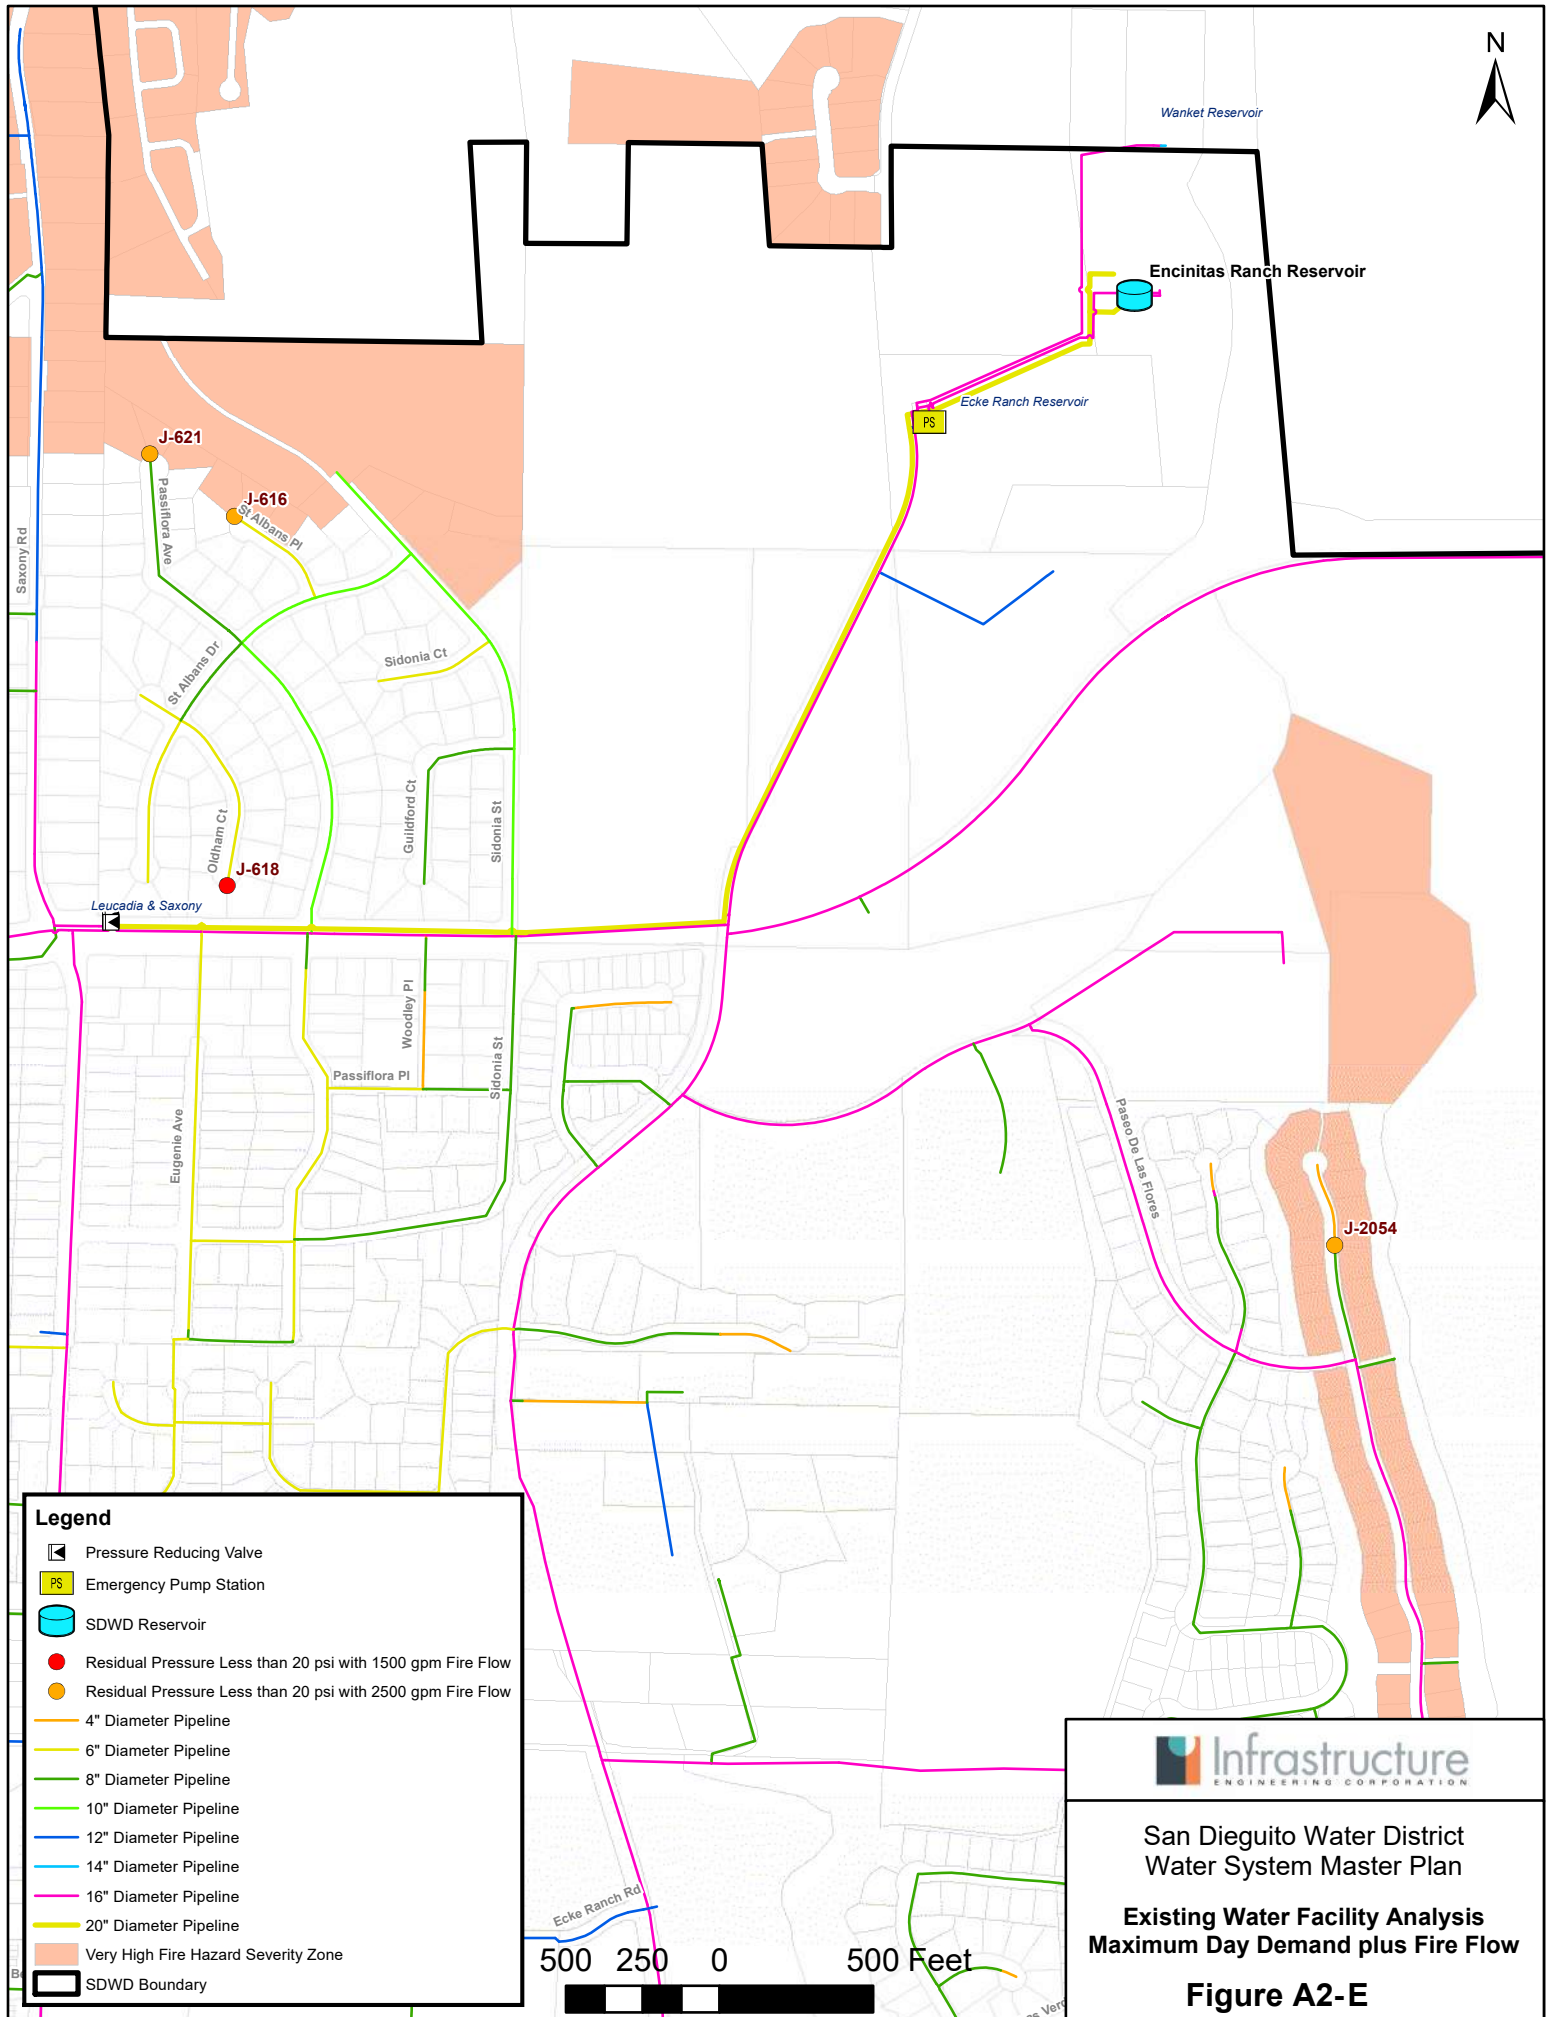 N
Wanket Reservoir
Encinitas Ranch Reservoir
Ecke Ranch Reservoir
PS
J-621
J-616
St Albans Pl
Passiflora Ave
Saxony Rd
St Albans Dr
Sidonia Ct
Guildford Ct
Sidonia St
Oldham Ct
J-618
Leucadia & Saxony
Woodley Pl
Sidonia St
Passiflora Pl
Eugenie Ave
Paseo De Las Flores
J-2054
Ecke Ranch Rd
Legend
Pressure Reducing Valve
PS Emergency Pump Station
SDWD Reservoir
Residual Pressure Less than 20 psi with 1500 gpm Fire Flow
Residual Pressure Less than 20 psi with 2500 gpm Fire Flow
4" Diameter Pipeline
6" Diameter Pipeline
8" Diameter Pipeline
10" Diameter Pipeline
12" Diameter Pipeline
14" Diameter Pipeline
16" Diameter Pipeline
20" Diameter Pipeline
Very High Fire Hazard Severity Zone
SDWD Boundary
500 250 0 500 Feet
Infrastructure
ENGINEERING CORPORATION
San Dieguito Water District
Water System Master Plan
Existing Water Facility Analysis
Maximum Day Demand plus Fire Flow
Figure A2-E